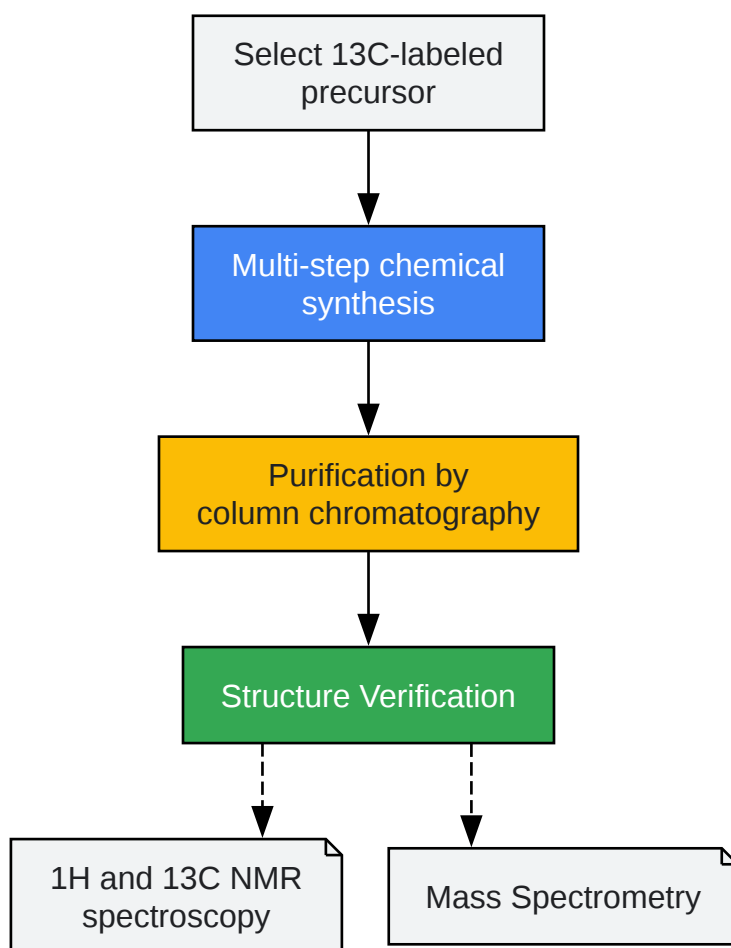 Select 13C-labeled
precursor
Multi-step chemical
synthesis
Purification by
column chromatography
Structure Verification
1H and 13C NMR
spectroscopy
Mass Spectrometry